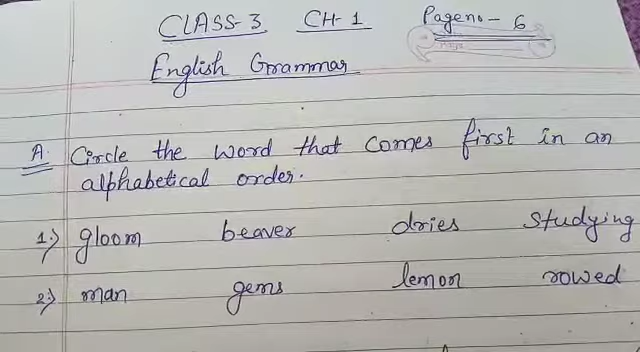 CLASS-3 CH-1 Page no - 6
English Grammar
A. Circle the word that comes first in an
alphabetical order.
1.) gloom beaver dries studying
2.) man gems lemon rowed